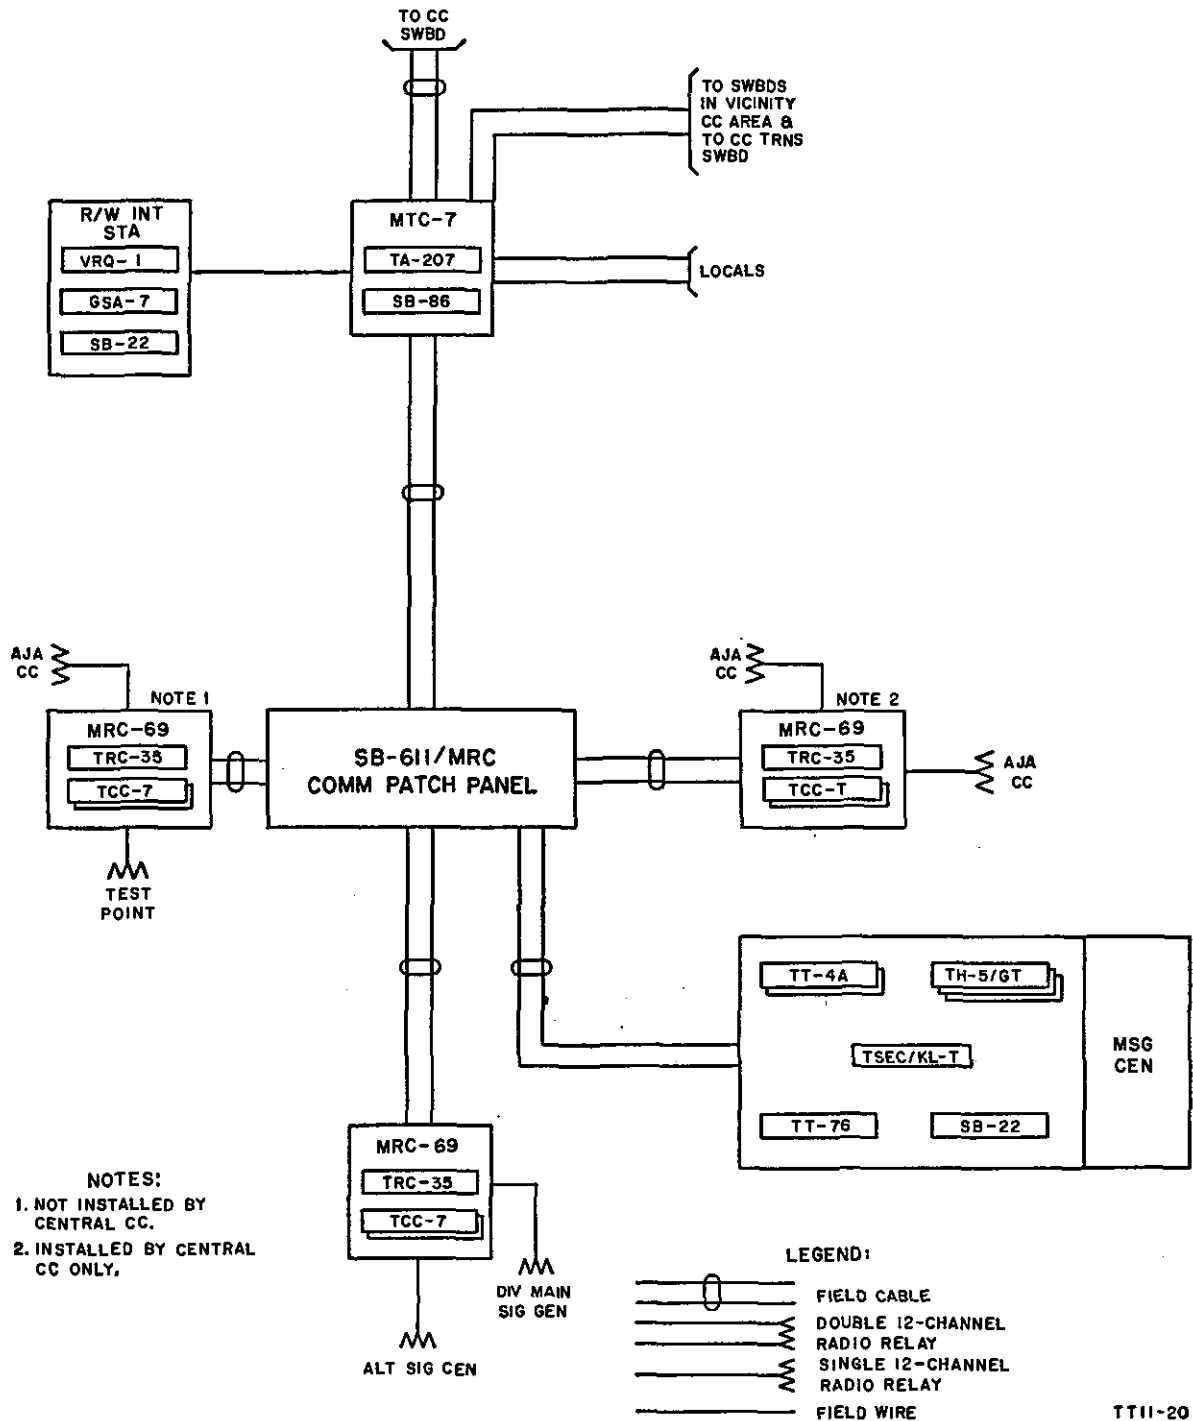 TO CC
SWBD
TO SWBDS
IN VICINITY
CC AREA &
TO CC TRNS
SWBD
R/W INT
STA
VRQ-1
GSA-7
SB-22
MTC-7
TA-207
SB-86
LOCALS
AJA
CC
NOTE 1
MRC-69
TRC-35
TCC-7
TEST
POINT
SB-611/MRC
COMM PATCH PANEL
AJA
CC
NOTE 2
MRC-69
TRC-35
TCC-T
AJA
CC
TT-4A
TH-5/GT
TSEC/KL-T
TT-76
SB-22
MSG
CEN
MRC-69
TRC-35
TCC-7
DIV MAIN
SIG GEN
ALT SIG CEN
NOTES:
1. NOT INSTALLED BY
CENTRAL CC.
2. INSTALLED BY CENTRAL
CC ONLY.
LEGEND:
FIELD CABLE
DOUBLE 12-CHANNEL
RADIO RELAY
SINGLE 12-CHANNEL
RADIO RELAY
FIELD WIRE
TT11-20